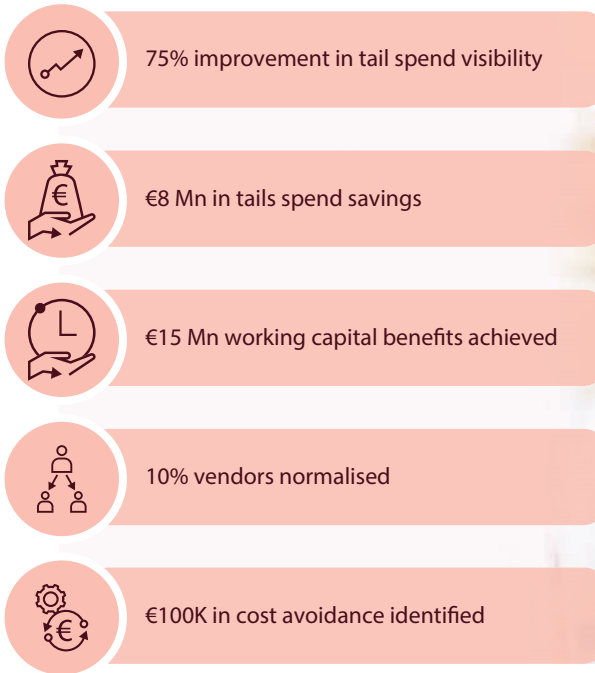 75% improvement in tail spend visibility
€
€8 Mn in tails spend savings
€15 Mn working capital benefits achieved
10% vendors normalised
€
€100K in cost avoidance identified